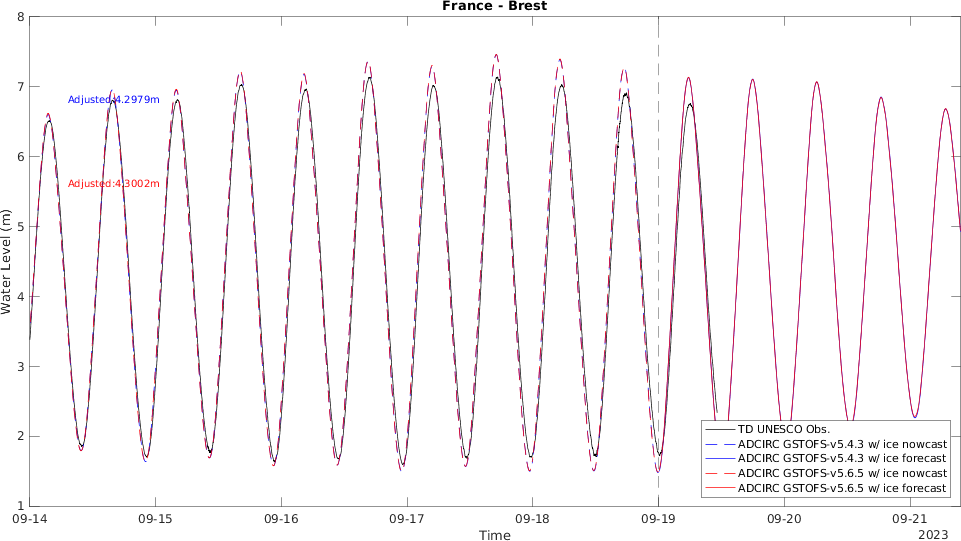 France - Brest
8
7
6
5
4
3
2
1
Water Level (m)
Adjusted:4.2979m
Adjusted:4.3002m
TD UNESCO Obs.
ADCIRC GSTOFS-v5.4.3 w/ ice nowcast
ADCIRC GSTOFS-v5.4.3 w/ ice forecast
ADCIRC GSTOFS-v5.6.5 w/ ice nowcast
ADCIRC GSTOFS-v5.6.5 w/ ice forecast
09-14 09-15 09-16 09-17 09-18 09-19 09-20 09-21
Time
2023